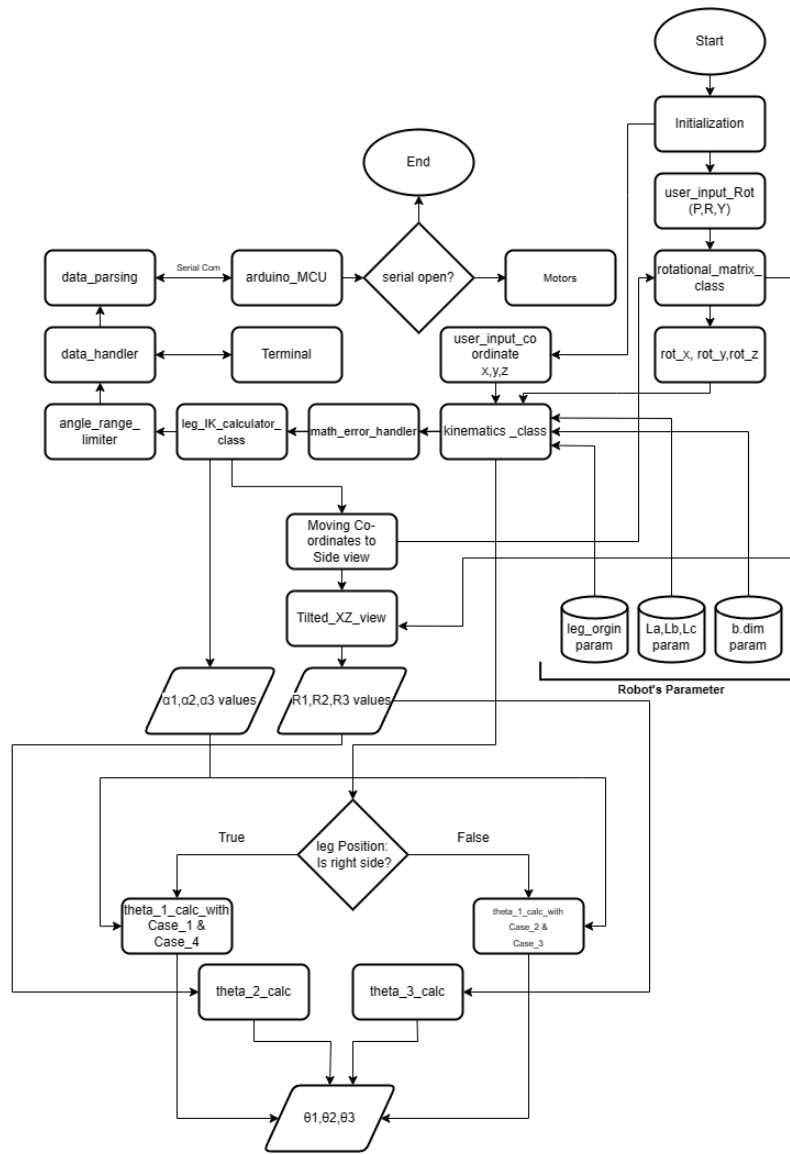 Start
Initialization
End
user_input_Rot
(P,R,Y)
data_parsing
Serial Com
arduino_MCU
serial open?
Motors
rotational_matrix_
class
data_handler
Terminal
user_input_co
ordinate
x,y,z
rot_x, rot_y,rot_z
angle_range_
limiter
leg_IK_calculator_
class
math_error_handler
kinematics _class
Moving Co-
ordinates to
Side view
Tilted_XZ_view
leg_orgin
param
La,Lb,Lc
param
b.dim
param
Robot's Parameter
α1,α2,α3 values
R1,R2,R3 values
True
leg Position:
Is right side?
False
theta_1_calc_with
Case_1 &
Case_4
theta_1_calc_with
Case_2 &
Case_3
theta_2_calc
theta_3_calc
θ1,θ2,θ3